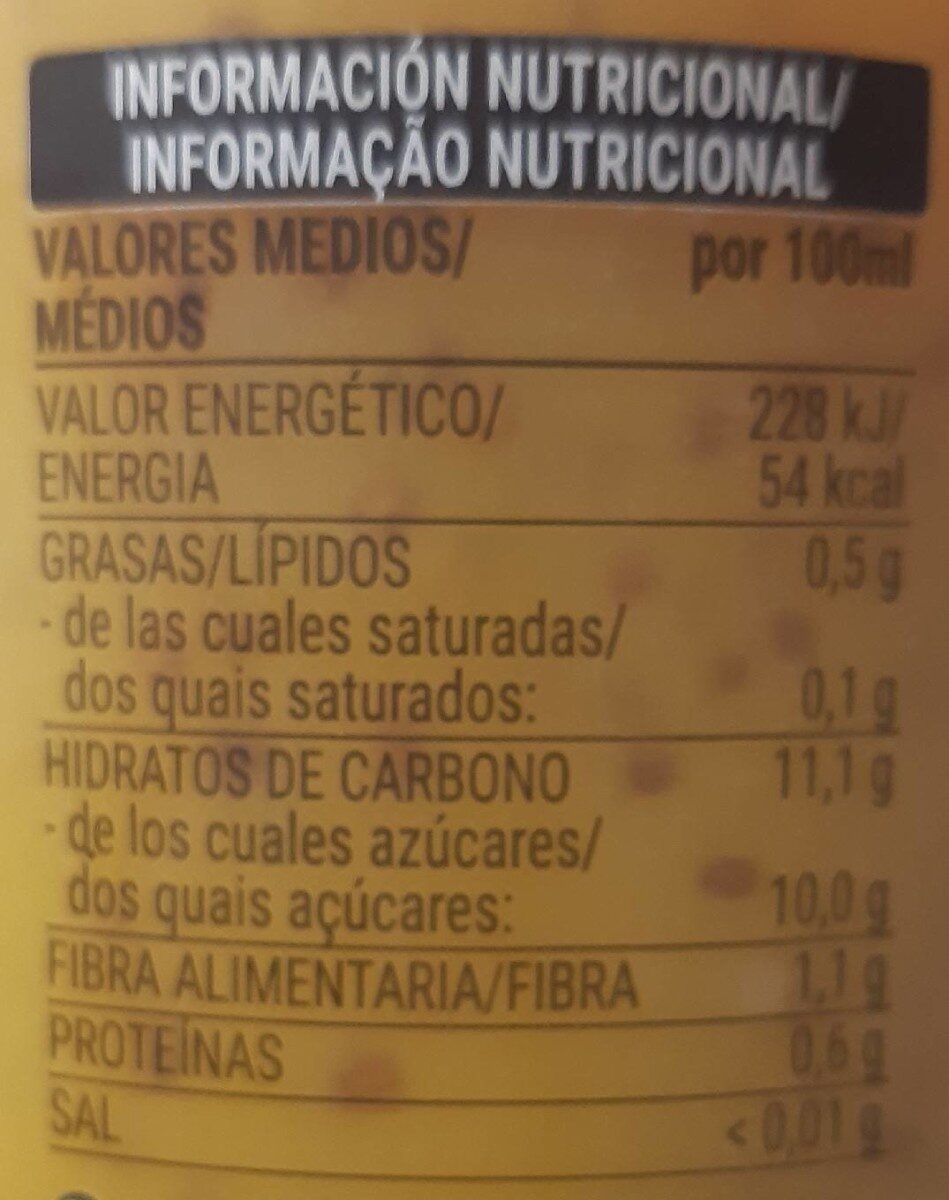 INFORMACIÓN NUTRICIONAL/
INFORMAÇÃO NUTRICIONAL
VALORES MEDIOS/ por 100ml
MÉDIOS
VALOR ENERGÉTICO/ 228 kJ/
ENERGIA 54 kcal
GRASAS/LÍPIDOS 0,5 g
- de las cuales saturadas/
dos quais saturados: 0,1 g
HIDRATOS DE CARBONO 11,1 g
- de los cuales azúcares/
dos quais açúcares: 10,0 g
FIBRA ALIMENTARIA/FIBRA 1,1 g
PROTEÍNAS 0,6 g
SAL < 0,01 g